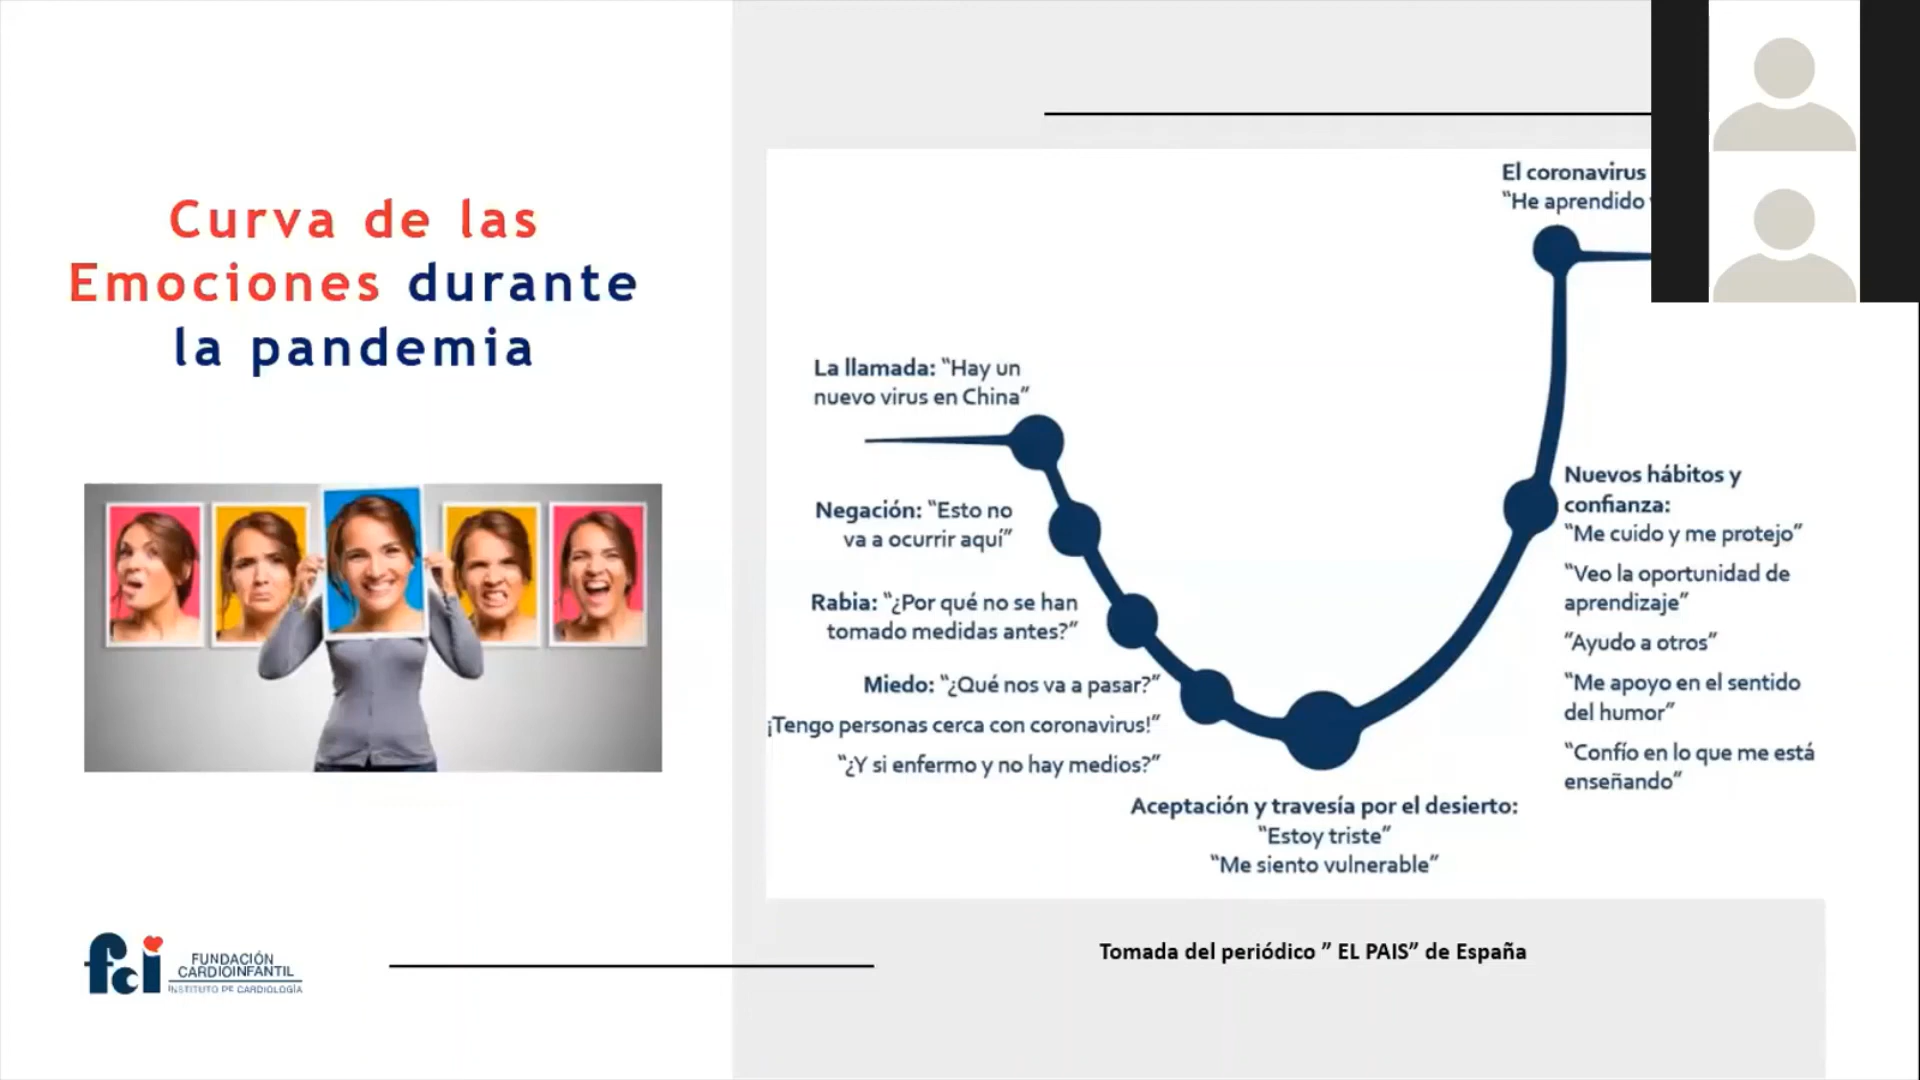 Curva de las
Emociones durante
la pandemia
FUNDACIÓN
CARDIOINFANTIL
INSTITUTO DE CARDIOLOGÍA
fci
El coronavirus
“He aprendido
La llamada: “Hay un
nuevo virus en China”
Negación: “Esto no
va a ocurrir aquí”
Rabia: “¿Por qué no se han
tomado medidas antes?”
Miedo: “¿Qué nos va a pasar?”
¡Tengo personas cerca con coronavirus!”
“¿Y si enfermo y no hay medios?”
Aceptación y travesía por el desierto:
“Estoy triste”
“Me siento vulnerable”
Nuevos hábitos y
confianza:
“Me cuido y me protejo”
“Veo la oportunidad de
aprendizaje”
“Ayudo a otros”
“Me apoyo en el sentido
del humor”
“Confío en lo que me está
enseñando”
Tomada del periódico ” EL PAIS” de España